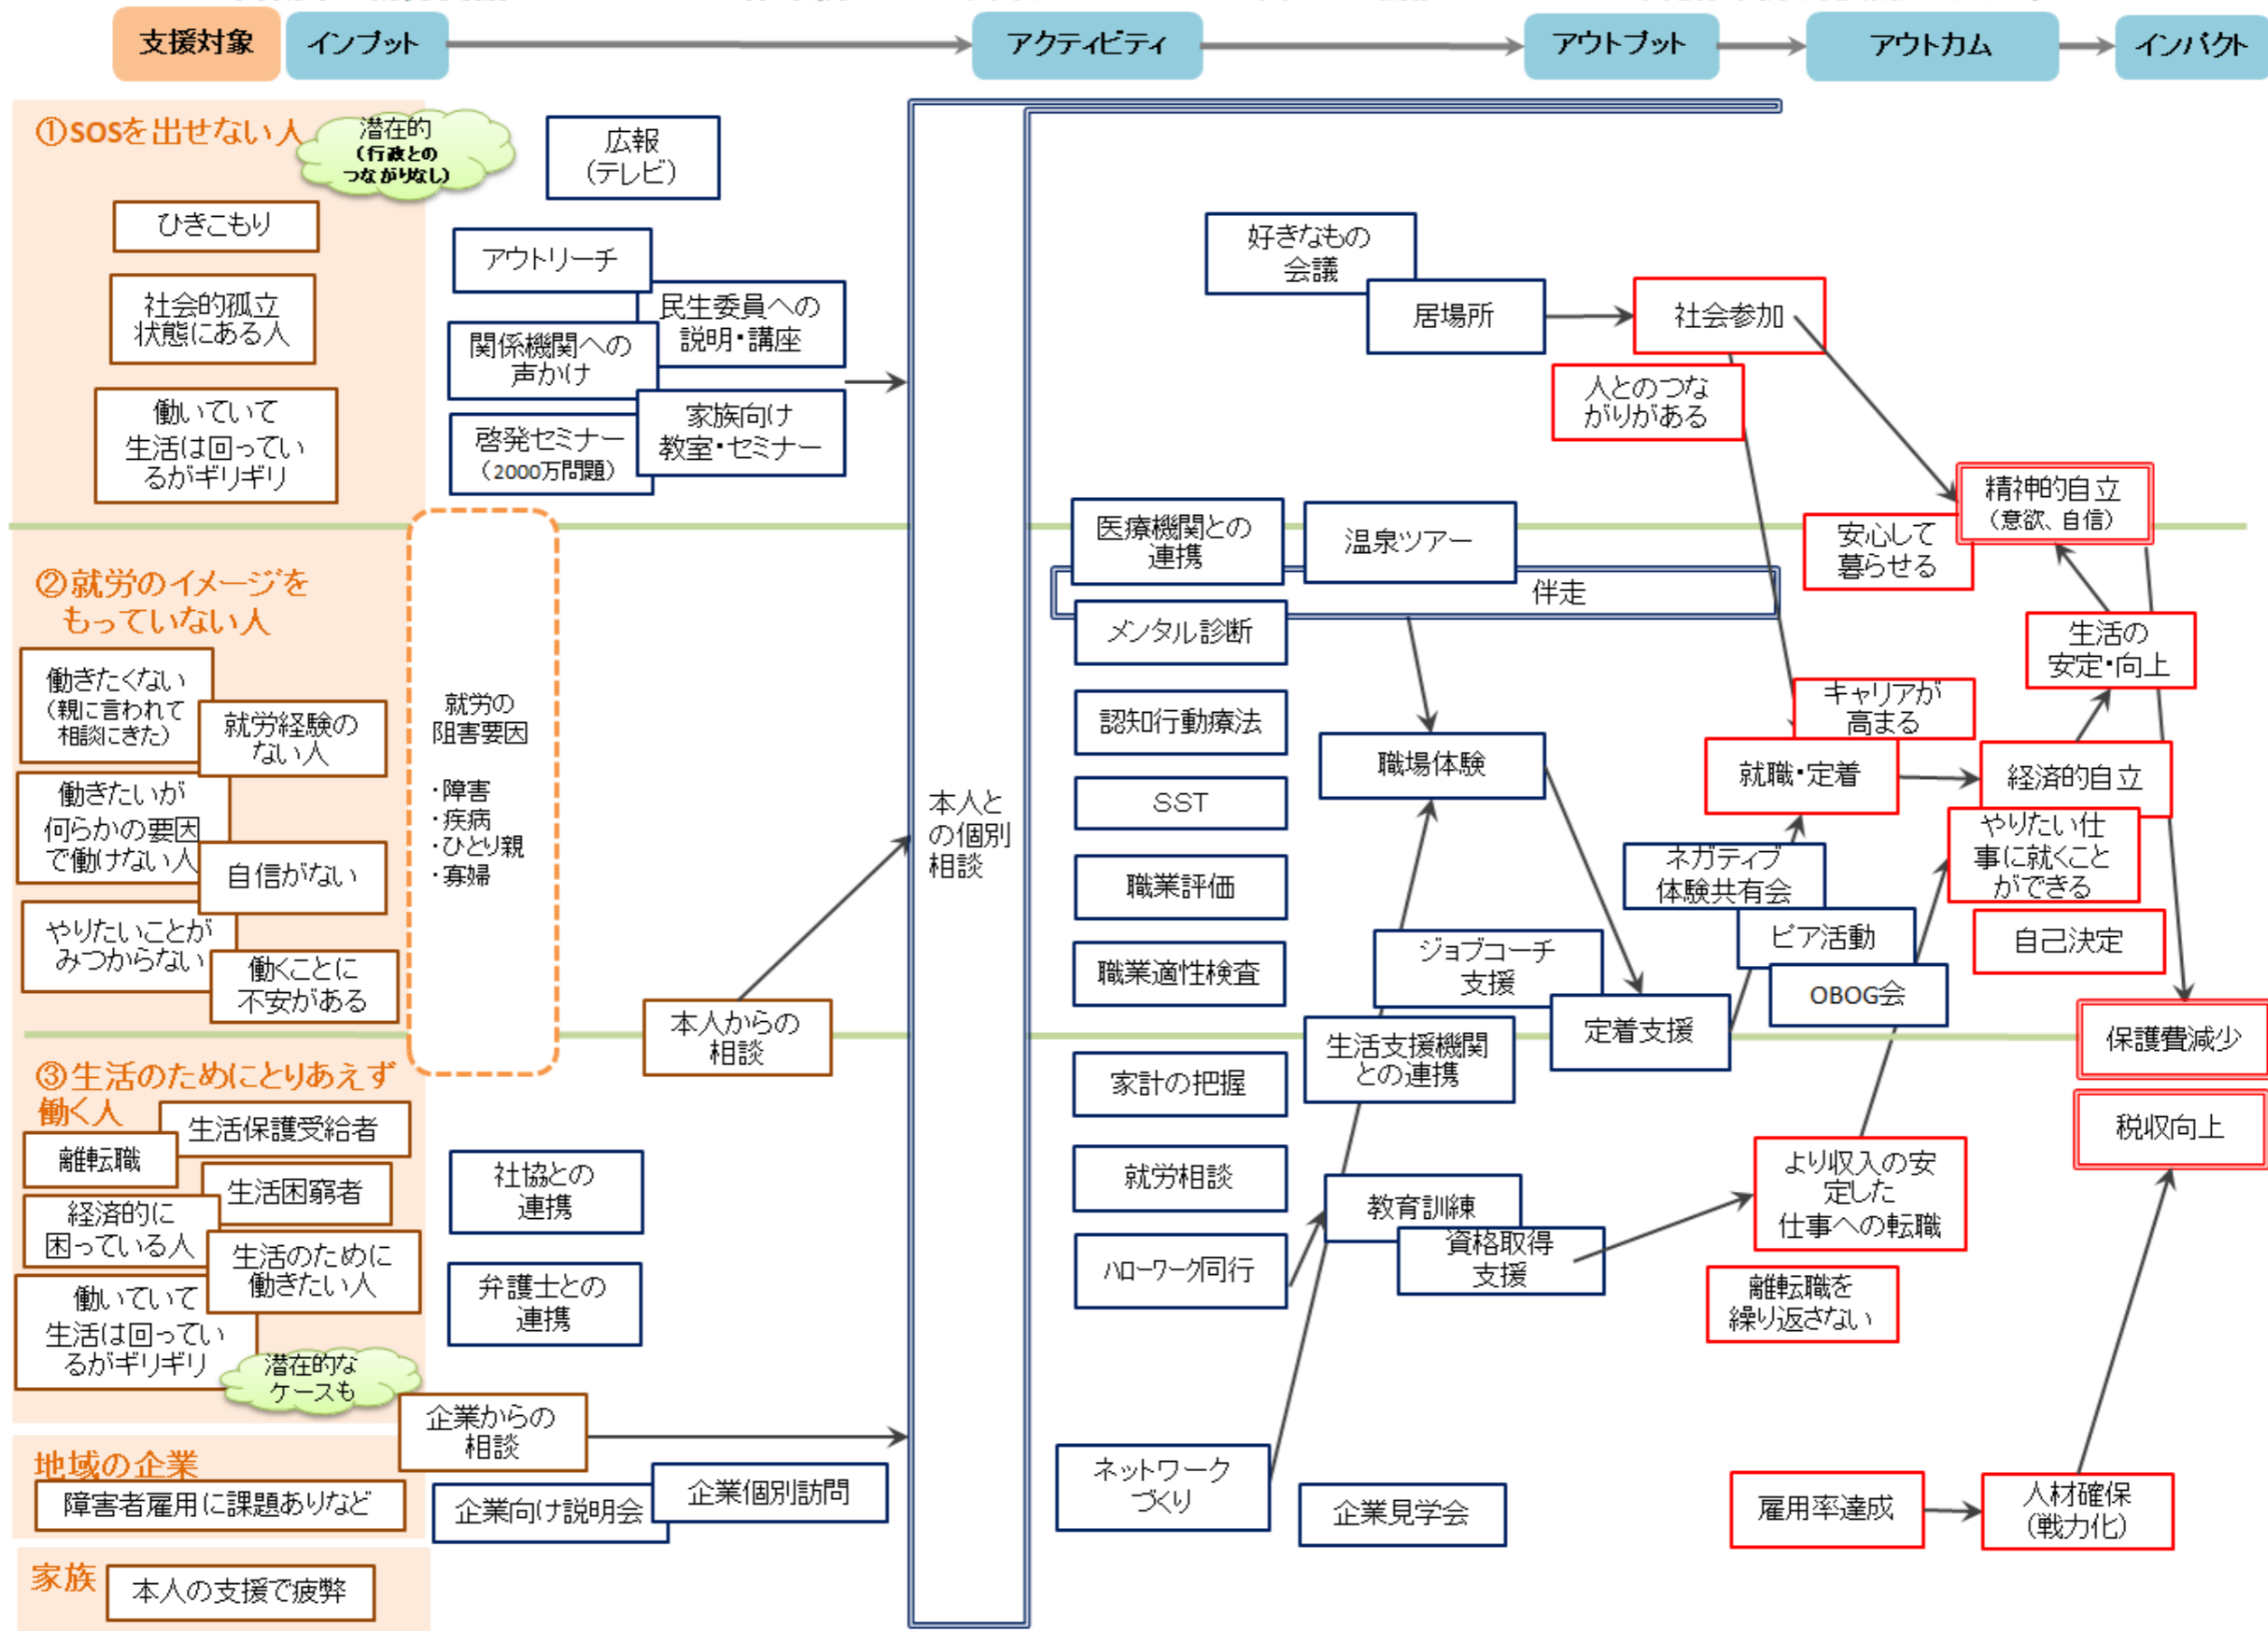 支援対象
インプット
アクティビティ
アウトプット
アウトカム
インパクト
①SOSを出せない人
潜在的
(行政との
つながりなし)
ひきこもり
社会的孤立
状態にある人
働いていて
生活は回ってい
るがギリギリ
広報
(テレビ)
アウトリーチ
民生委員への
説明・講座
関係機関への
声かけ
家族向け
教室・セミナー
啓発セミナー
(2000万問題)
②就労のイメージを
もっていない人
働きたくない
(親に言われて
相談にきた)
就労経験の
ない人
働きたいが
何らかの要因
で働けない人
自信がない
やりたいことが
みつからない
働くことに
不安がある
就労の
阻害要因
・障害
・疾病
・ひとり親
・寡婦
本人からの
相談
③生活のためにとりあえず
働く人
生活保護受給者
離転職
生活困窮者
経済的に
困っている人
生活のために
働きたい人
働いていて
生活は回ってい
るがギリギリ
潜在的な
ケースも
社協との
連携
弁護士との
連携
企業からの
相談
地域の企業
障害者雇用に課題ありなど
企業向け説明会
企業個別訪問
家族
本人の支援で疲弊
本人と
の個別
相談
好きなもの
会議
居場所
医療機関との
連携
温泉ツアー
伴走
メンタル診断
認知行動療法
SST
職業評価
職業適性検査
職場体験
ジョブコーチ
支援
定着支援
生活支援機関
との連携
家計の把握
就労相談
ハローワーク同行
教育訓練
資格取得
支援
ネットワーク
づくり
企業見学会
社会参加
人とのつな
がりがある
精神的自立
(意欲、自信)
安心して
暮らせる
生活の
安定・向上
キャリアが
高まる
就職・定着
経済的自立
やりたい仕
事に就くこと
ができる
自己決定
ネガティブ
体験共有会
ピア活動
OBOG会
保護費減少
税収向上
より収入の安
定した
仕事への転職
離転職を
繰り返さない
雇用率達成
人材確保
(戦力化)